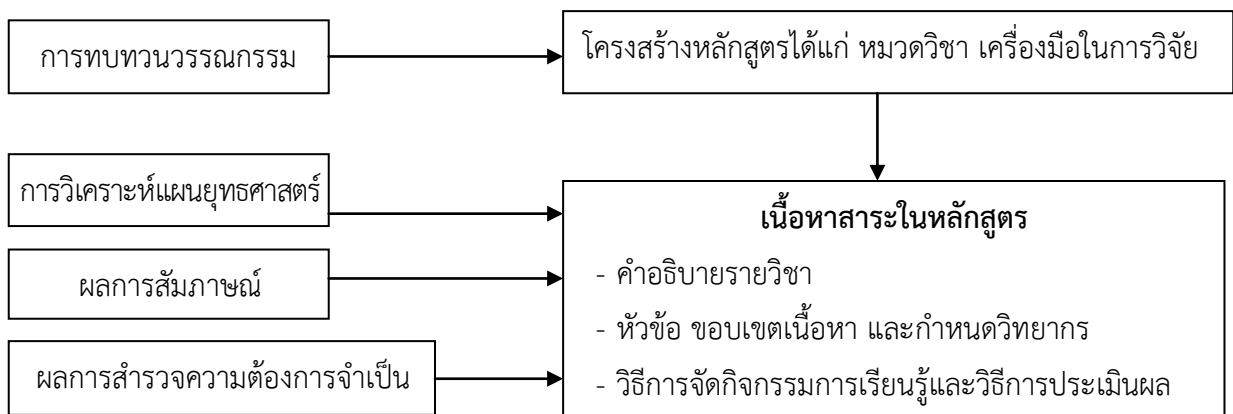 การทบทวนวรรณกรรม
โครงสร้างหลักสูตรได้แก่ หมวดวิชา เครื่องมือในการวิจัย
การวิเคราะห์แผนยุทธศาสตร์
ผลการสัมภาษณ์
ผลการสำรวจความต้องการจำเป็น
เนื้อหาสาระในหลักสูตร
- คำอธิบายรายวิชา
- หัวข้อ ขอบเขตเนื้อหา และกำหนดวิทยากร
- วิธีการจัดกิจกรรมการเรียนรู้และวิธีการประเมินผล